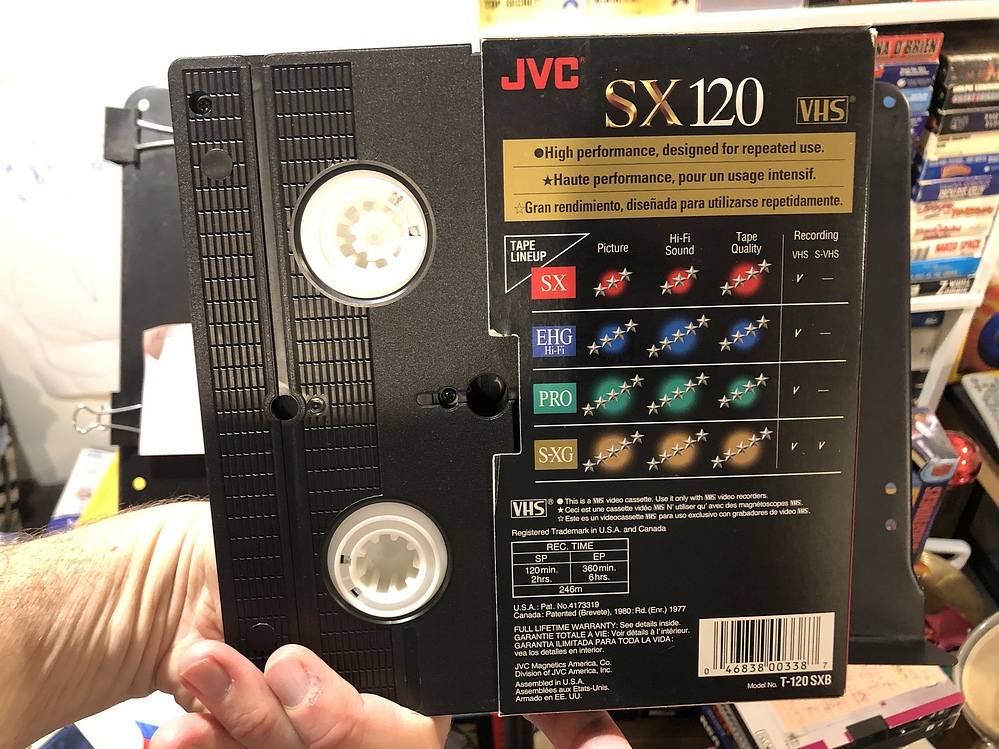 JVC
SX 120
VHS
●High performance, designed for repeated use.
★Haute performance, pour un usage intensif.
☆Gran rendimiento, diseñada para utilizarse repetidamente.
TAPE LINEUP
Picture
Hi-Fi Sound
Tape Quality
Recording
VHS S-VHS
SX
EHG
Hi-Fi
PRO
S-XG
VHS
● This is a VHS video cassette. Use it only with VHS video recorders.
★ Ceci est une cassette vidéo VHS N' utiliser qu' avec des magnétoscopes VHS.
☆ Este es un videocassette VHS para uso exclusivo con grabadores de video VHS.
Registered Trademark in U.S.A. and Canada
REC. TIME
SP EP
120min. 360min.
2hrs. 6hrs.
246m
U.S.A.: Pat. No.4173319
Canada: Patented (Brevete), 1980: Rd. (Enr.) 1977
FULL LIFETIME WARRANTY: See details inside.
GARANTIE TOTALE A VIE: Voir détails à l'intérieur.
GARANTIA ILIMITADA PARA TODA LA VIDA:
vea los detalles en interior.
JVC Magnetics America, Co.
Division of JVC America, Inc.
Assembled in U.S.A.
Assemblées aux Etats-Unis.
Armado en EE. UU.
0 46838 00338 7
Model No. T-120SXB
O'BRIEN
NAKED SPACE